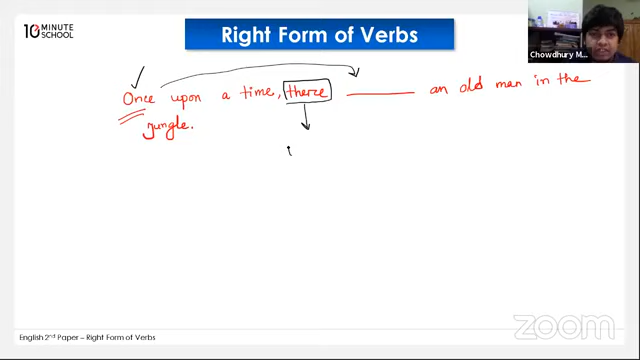 10 MINUTE SCHOOL
Right Form of Verbs
Chowdhury M...
Once upon a time, there ______ an old man in the
jungle.
English 2nd Paper – Right Form of Verbs
zoom